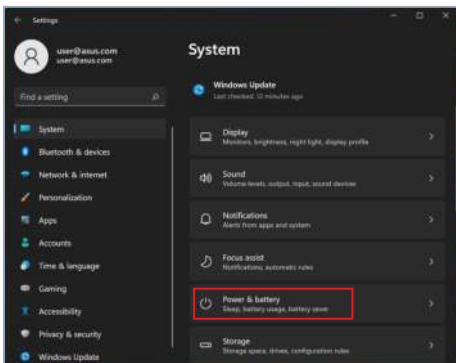 Settings
user@asus.com
user@asus.com
Find a setting
System
Bluetooth & devices
Network & internet
Personalization
Apps
Accounts
Time & language
Gaming
Accessibility
Privacy & security
Windows Update
System
Windows Update
Last checked: 12 minutes ago
Display
Monitors, brightness, night light, display profile
Sound
Volume levels, output, input, sound devices
Notifications
Alerts from apps and system
Focus assist
Notifications, automatic rules
Power & battery
Sleep, battery usage, battery saver
Storage
Storage space, drives, configuration rules